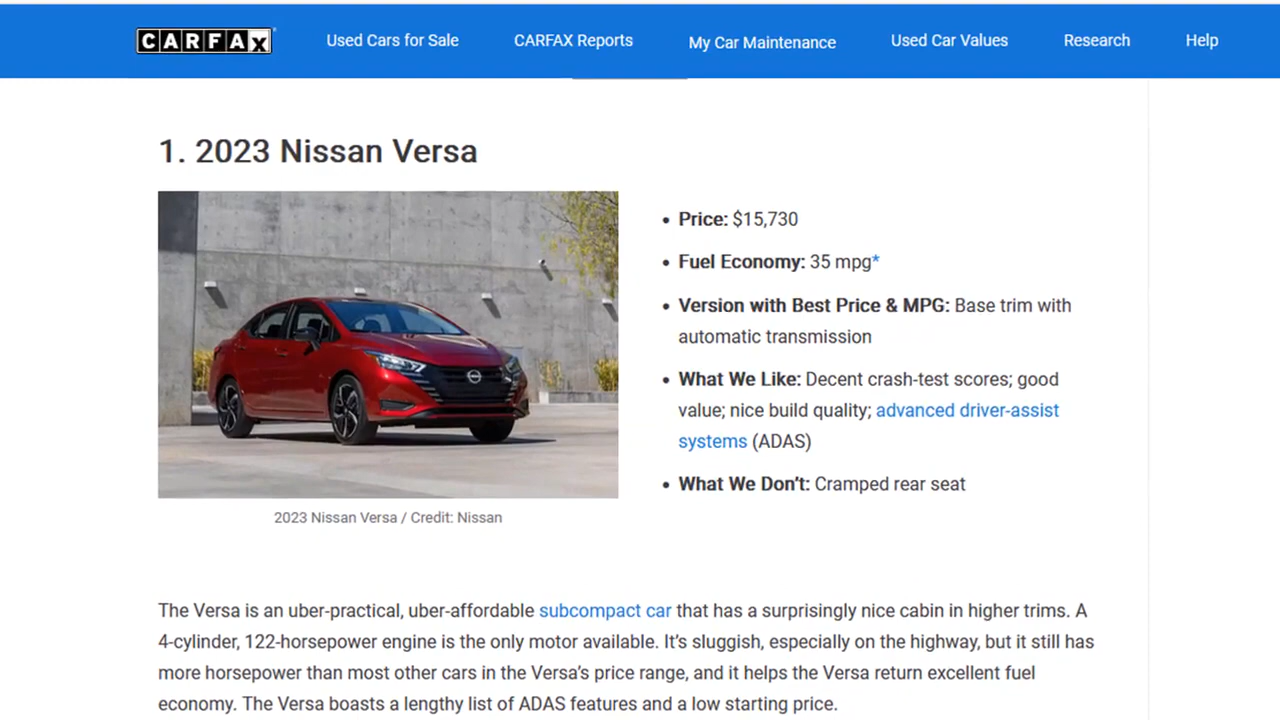 CARFAX
Used Cars for Sale
CARFAX Reports
My Car Maintenance
Used Car Values
Research
Help
1. 2023 Nissan Versa
• Price: $15,730
• Fuel Economy: 35 mpg*
• Version with Best Price & MPG: Base trim with
automatic transmission
• What We Like: Decent crash-test scores; good
value; nice build quality; advanced driver-assist
systems (ADAS)
• What We Don’t: Cramped rear seat
2023 Nissan Versa / Credit: Nissan
The Versa is an uber-practical, uber-affordable subcompact car that has a surprisingly nice cabin in higher trims. A
4-cylinder, 122-horsepower engine is the only motor available. It’s sluggish, especially on the highway, but it still has
more horsepower than most other cars in the Versa’s price range, and it helps the Versa return excellent fuel
economy. The Versa boasts a lengthy list of ADAS features and a low starting price.